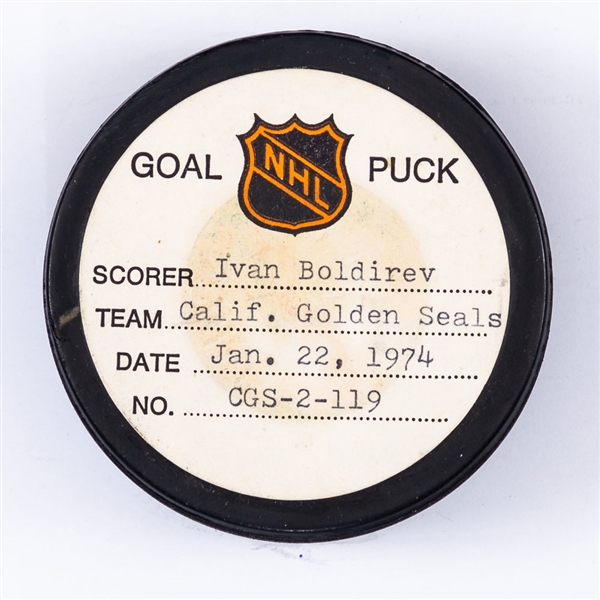 GOAL NHL PUCK
SCORER Ivan Boldirev
TEAM Calif. Golden Seals
DATE Jan. 22, 1974
NO. CGS-2-119